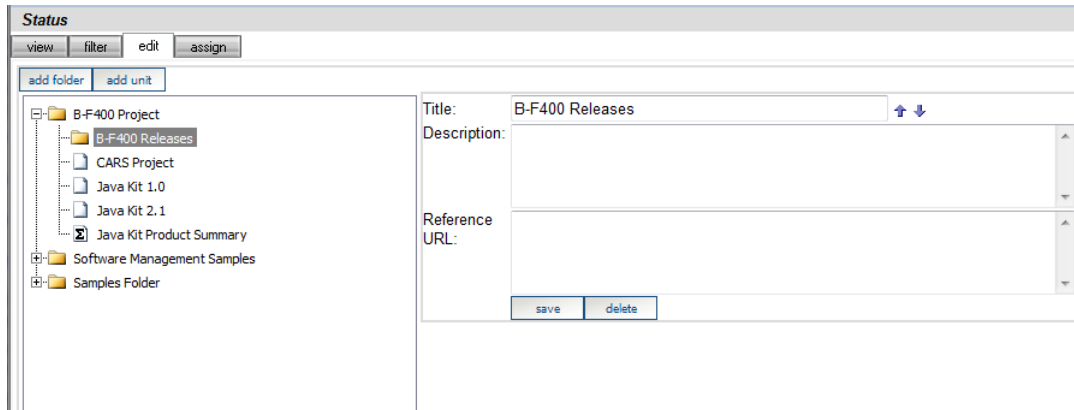 Status
view filter edit assign
add folder add unit
B-F400 Project
B-F400 Releases
CARS Project
Java Kit 1.0
Java Kit 2.1
Σ Java Kit Product Summary
Software Management Samples
Samples Folder
Title: B-F400 Releases
Description:
Reference
URL:
save delete